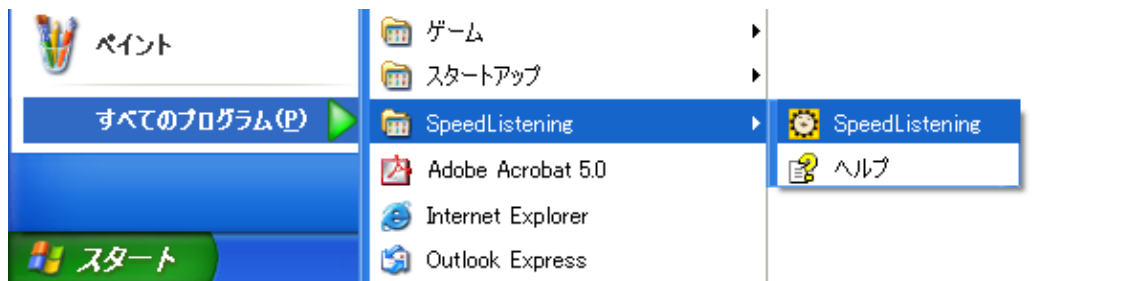 ペイント
すべてのプログラム(P)
スタート
ゲーム
スタートアップ
SpeedListening
Adobe Acrobat 5.0
Internet Explorer
Outlook Express
SpeedListening
ヘルプ